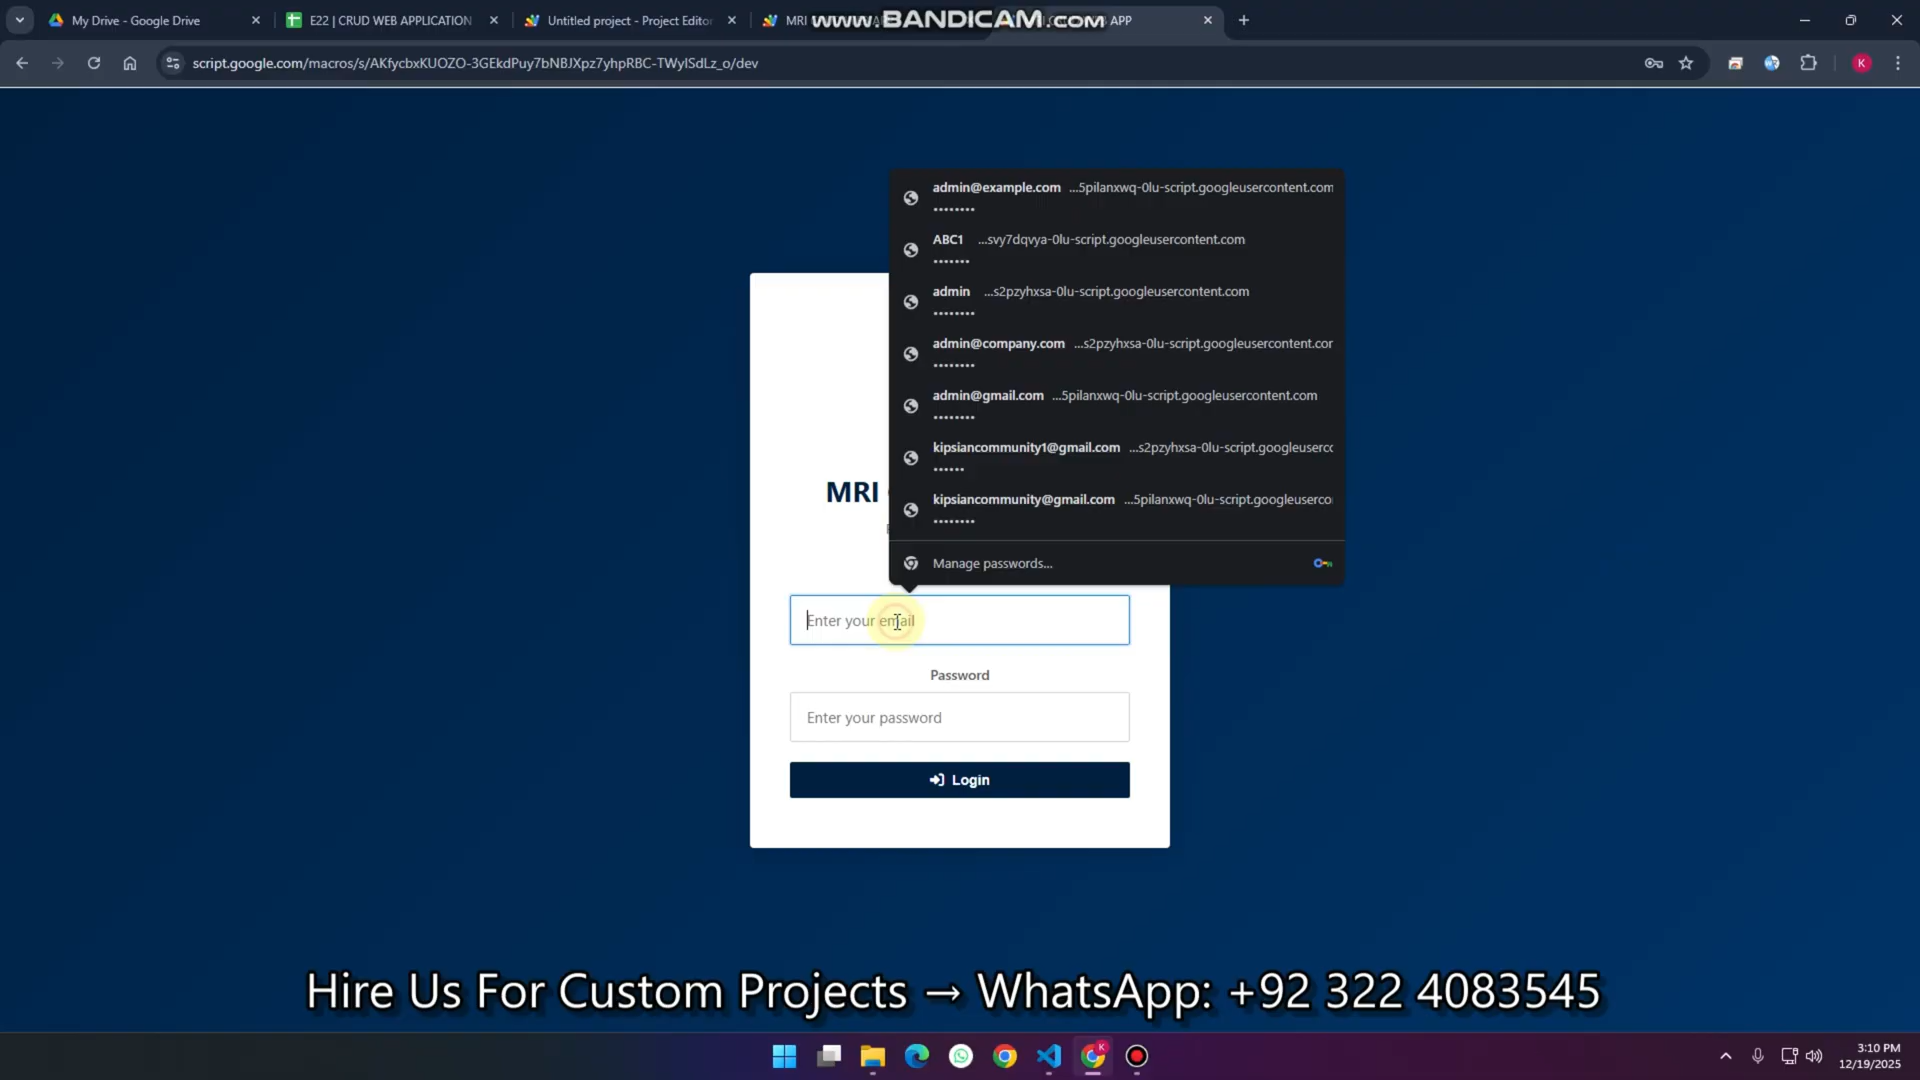 My Drive - Google Drive
E22 | CRUD WEB APPLICATION
Untitled project - Project Editor
MRI
www.BANDICAM.com
APP
script.google.com/macros/s/AKfycbxKUOZO-3GEkdPuy7bNBJXpz7yhpRBC-TWyISdLz_o/dev
K
admin@example.com ...5pilanxwq-0lu-script.googleusercontent.com
••••••••
ABC1 ...svy7dqvya-0lu-script.googleusercontent.com
•••••••
admin ...s2pzyhxsa-0lu-script.googleusercontent.com
••••••••
admin@company.com ...s2pzyhxsa-0lu-script.googleusercontent.cor
••••••••
admin@gmail.com ...5pilanxwq-0lu-script.googleusercontent.com
••••••••
kipsiancommunity1@gmail.com ...s2pzyhxsa-0lu-script.googleuserco
••••••
kipsiancommunity@gmail.com ...5pilanxwq-0lu-script.googleuserco
••••••••
Manage passwords...
MRI
Enter your email
Password
Enter your password
Login
Hire Us For Custom Projects → WhatsApp: +92 322 4083545
K
3:10 PM
12/19/2025